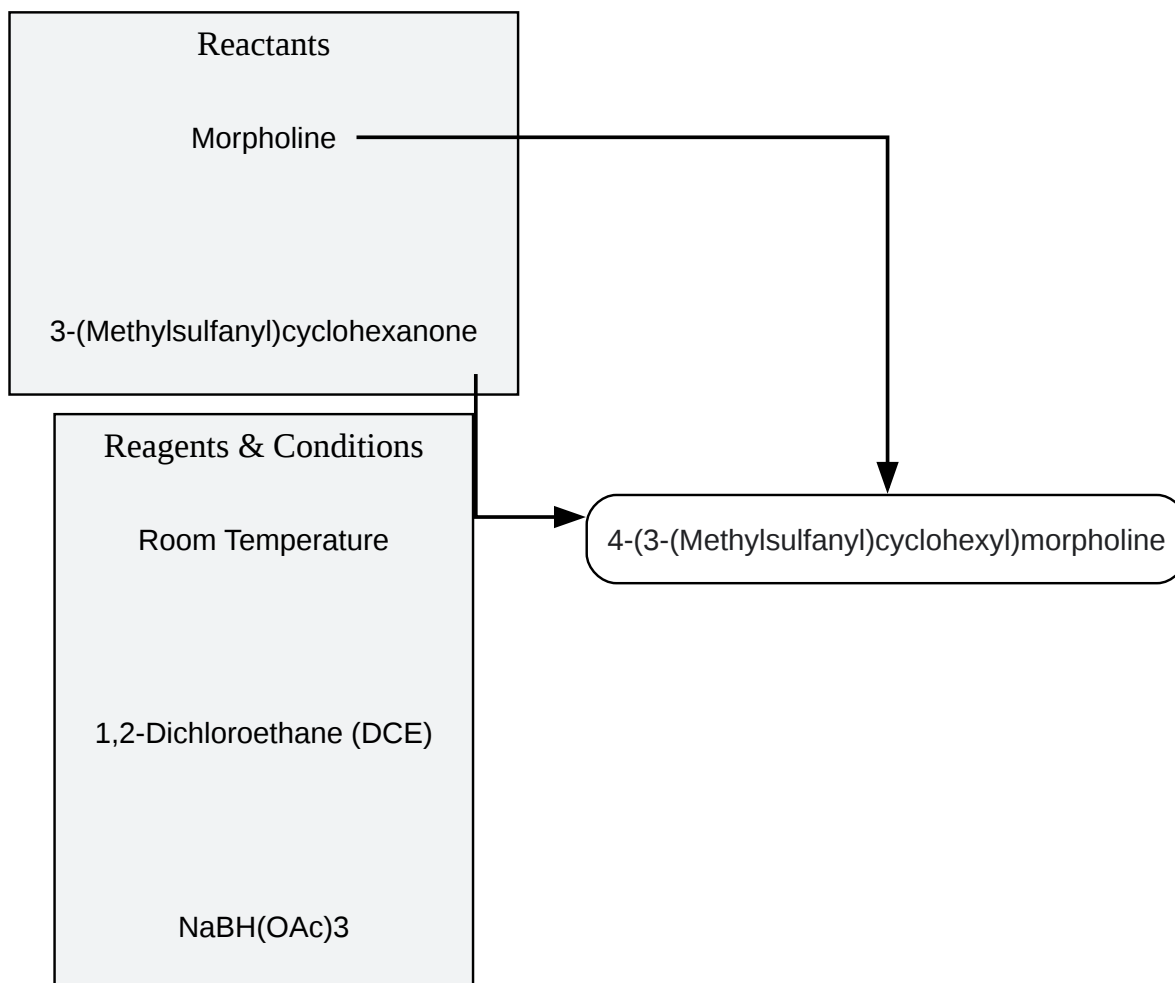 Reactants
Morpholine
3-(Methylsulfanyl)cyclohexanone
Reagents & Conditions
Room Temperature
4-(3-(Methylsulfanyl)cyclohexyl)morpholine
1,2-Dichloroethane (DCE)
NaBH(OAc)3